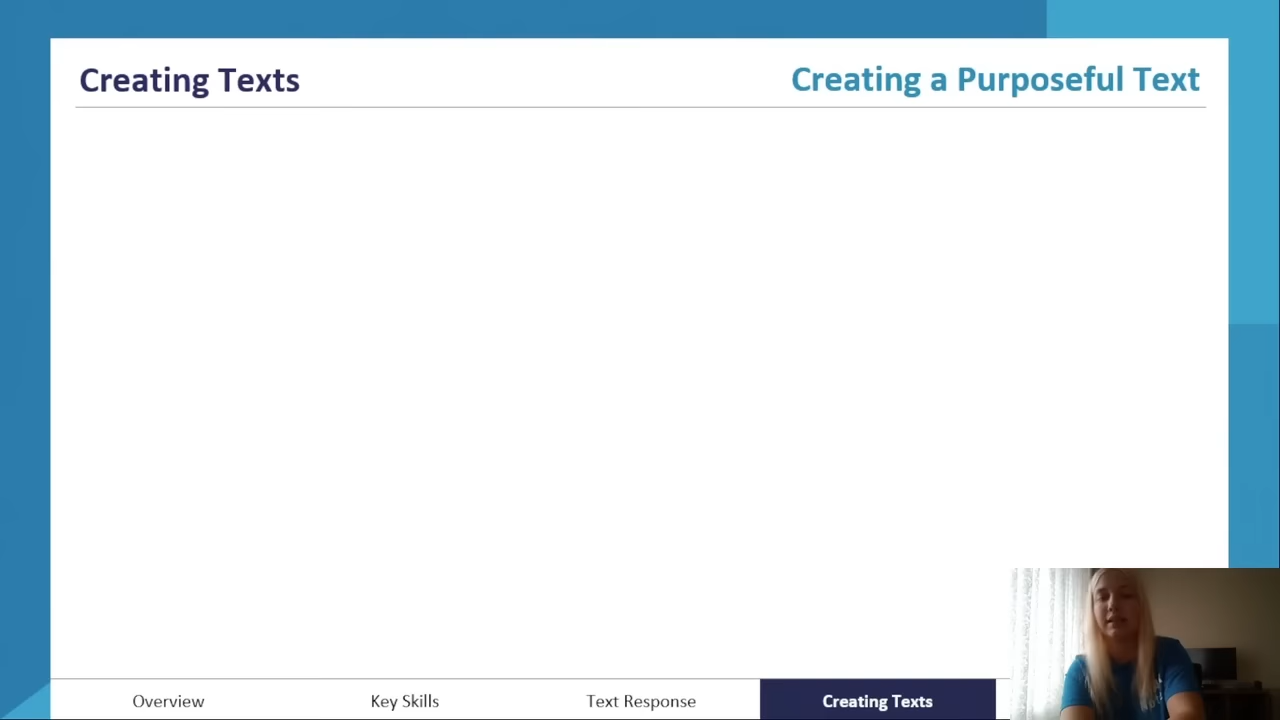 Creating Texts
Creating a Purposeful Text
Overview
Key Skills
Text Response
Creating Texts